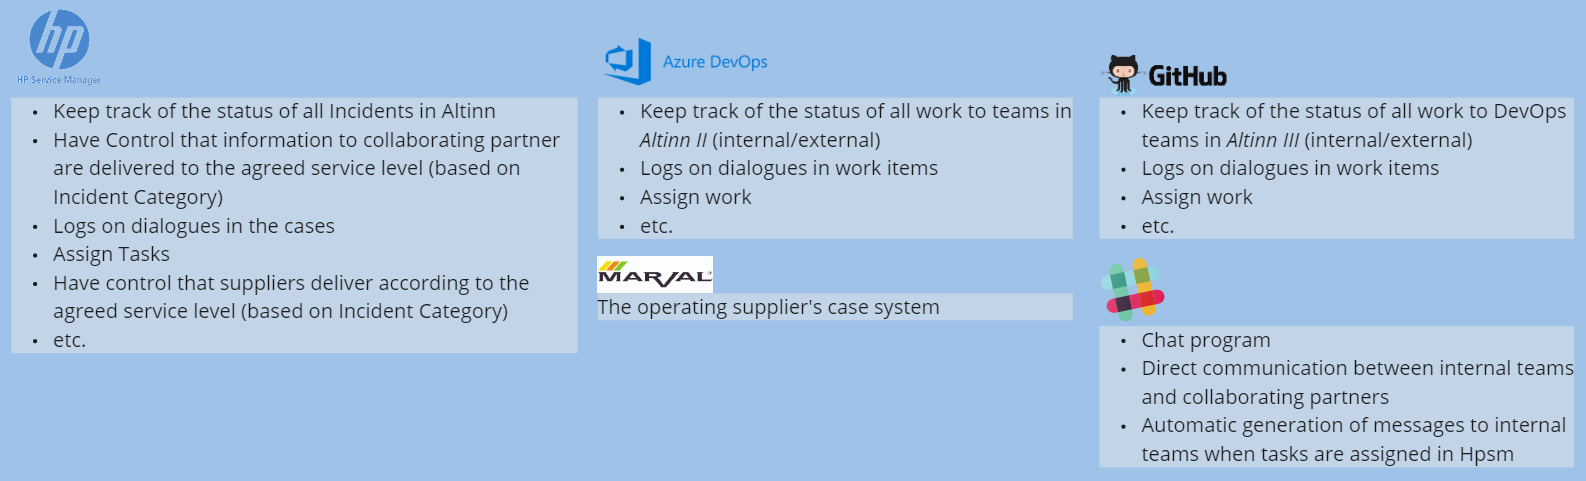 hp
HP Service Manager
• Keep track of the status of all Incidents in Altinn
• Have Control that information to collaborating partner
are delivered to the agreed service level (based on
Incident Category)
• Logs on dialogues in the cases
• Assign Tasks
• Have control that suppliers deliver according to the
agreed service level (based on Incident Category)
• etc.
Azure DevOps
• Keep track of the status of all work to teams in
Altinn II (internal/external)
• Logs on dialogues in work items
• Assign work
• etc.
MARVAL
The operating supplier's case system
GitHub
• Keep track of the status of all work to DevOps
teams in Altinn III (internal/external)
• Logs on dialogues in work items
• Assign work
• etc.
• Chat program
• Direct communication between internal teams
and collaborating partners
• Automatic generation of messages to internal
teams when tasks are assigned in Hpsm